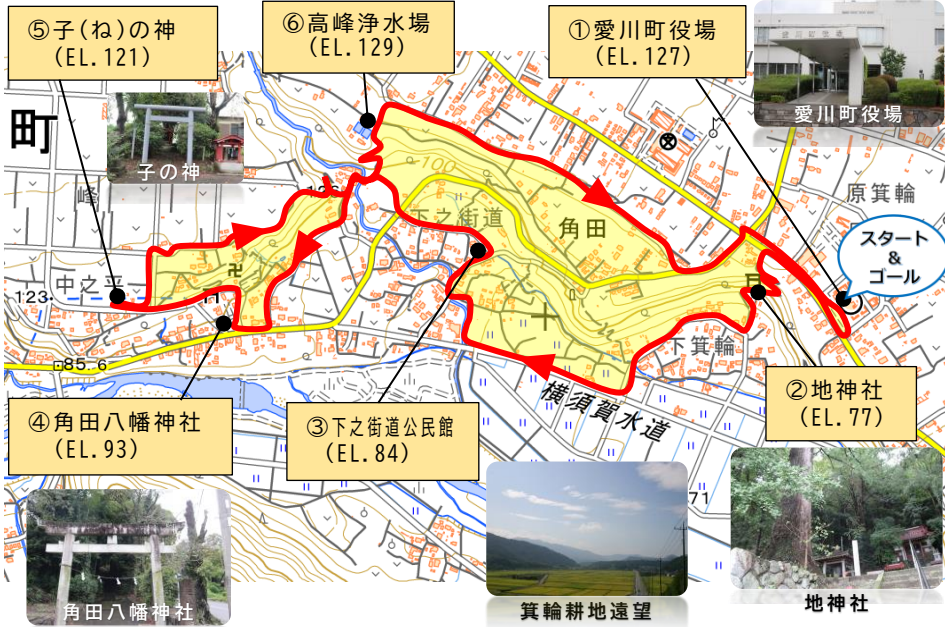 ⑤子(ね)の神
(EL.121)
⑥高峰浄水場
(EL.129)
①愛川町役場
(EL.127)
愛川町役場
町
子の神
峰
原箕輪
下之街道
角田
100
スタート
&
ゴール
中之平
123
85.6
下箕輪
横須賀水道
④角田八幡神社
(EL.93)
③下之街道公民館
(EL.84)
②地神社
(EL.77)
71
角田八幡神社
箕輪耕地遠望
地神社